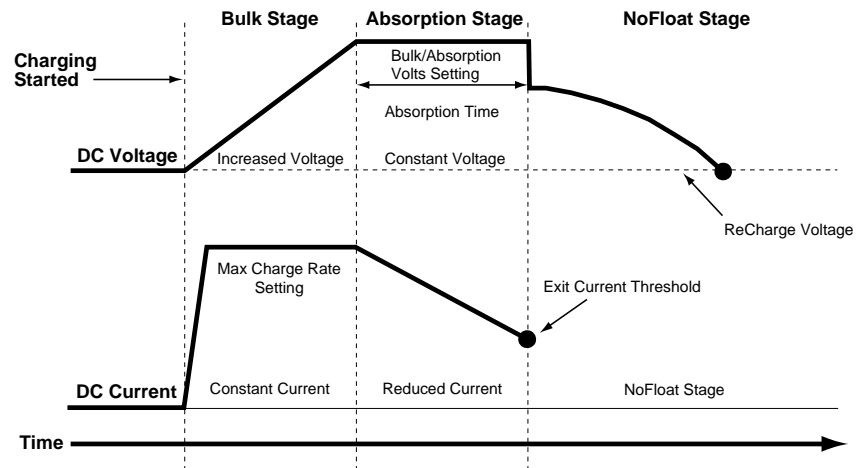 Bulk Stage
Absorption Stage
NoFloat Stage
Charging
Started
Bulk/Absorption
Volts Setting
Absorption Time
DC Voltage
Increased Voltage
Constant Voltage
ReCharge Voltage
Max Charge Rate
Setting
Exit Current Threshold
DC Current
Constant Current
Reduced Current
NoFloat Stage
Time